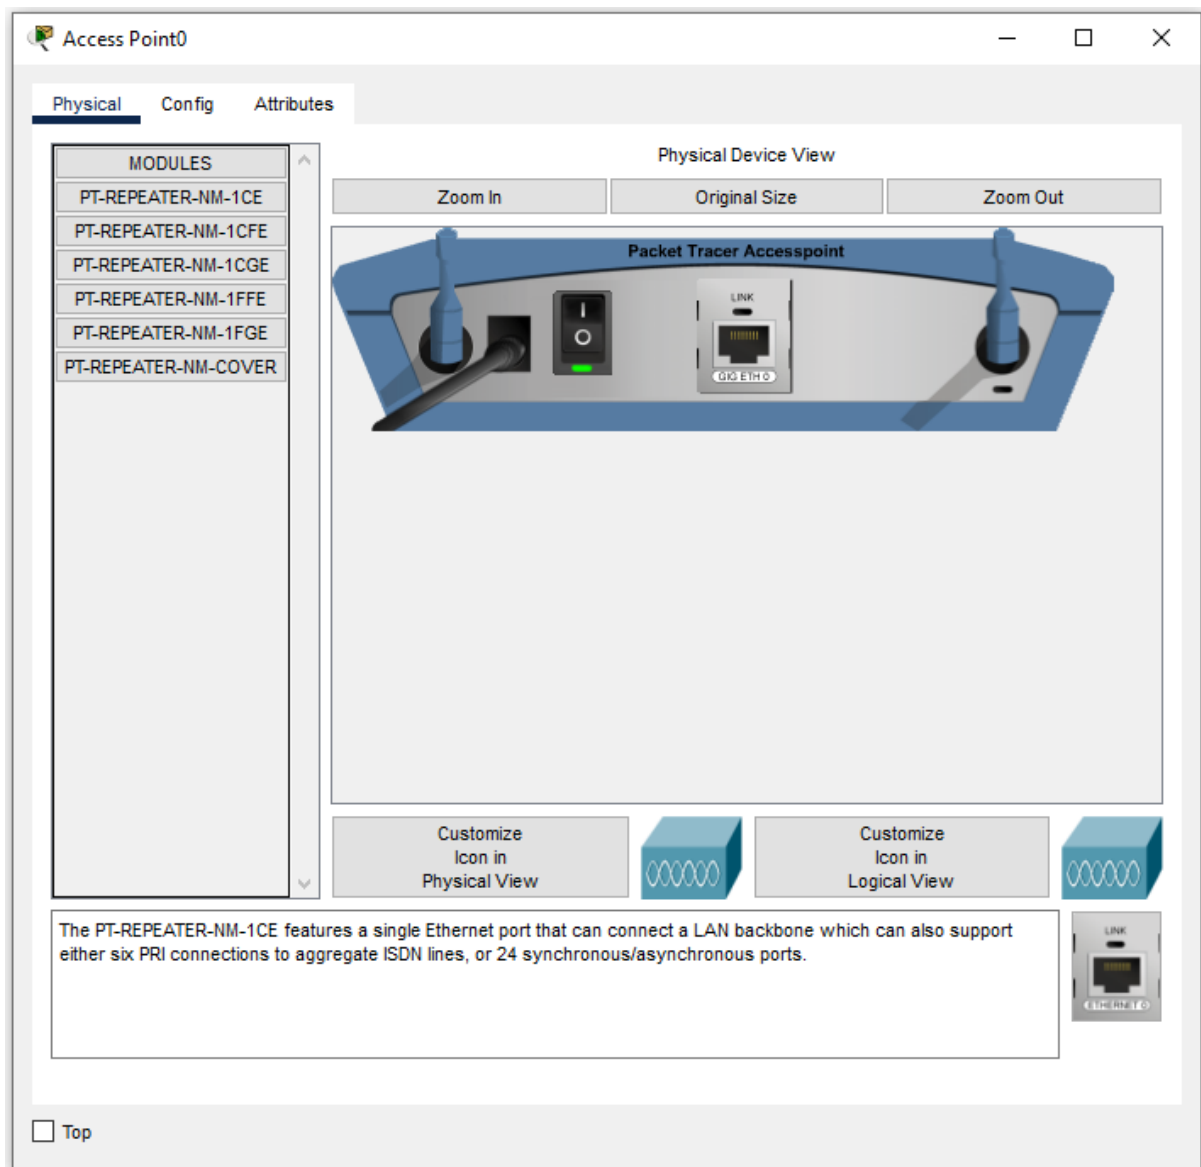 Access Point0
Physical Config Attributes
MODULES
PT-REPEATER-NM-1CE
PT-REPEATER-NM-1CFE
PT-REPEATER-NM-1CGE
PT-REPEATER-NM-1FFE
PT-REPEATER-NM-1FGE
PT-REPEATER-NM-COVER
Physical Device View
Zoom In Original Size Zoom Out
Packet Tracer Accesspoint
LINK
GIG ETH 0
Customize
Icon in
Physical View
Customize
Icon in
Logical View
The PT-REPEATER-NM-1CE features a single Ethernet port that can connect a LAN backbone which can also support
either six PRI connections to aggregate ISDN lines, or 24 synchronous/asynchronous ports.
LINK
ETHERNET 0
Top